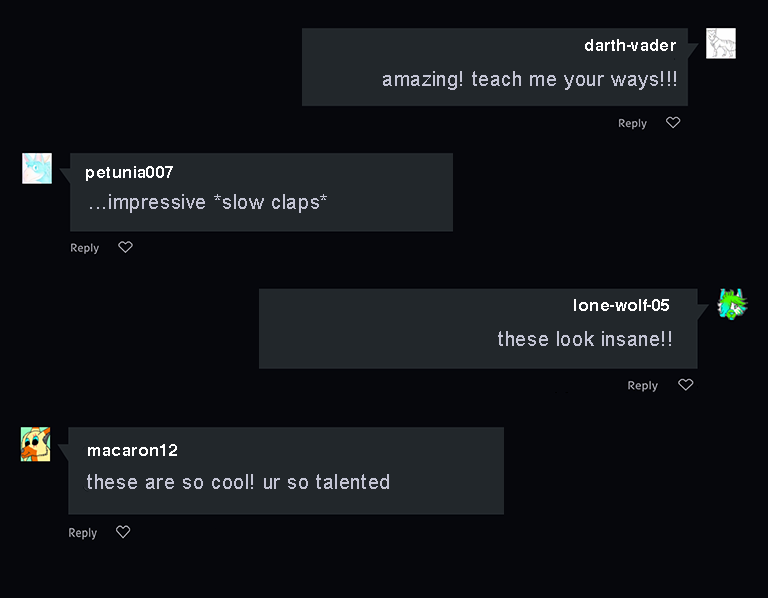 darth-vader
amazing! teach me your ways!!!
Reply
petunia007
...impressive *slow claps*
Reply
lone-wolf-05
these look insane!!
Reply
macaron12
these are so cool! ur so talented
Reply